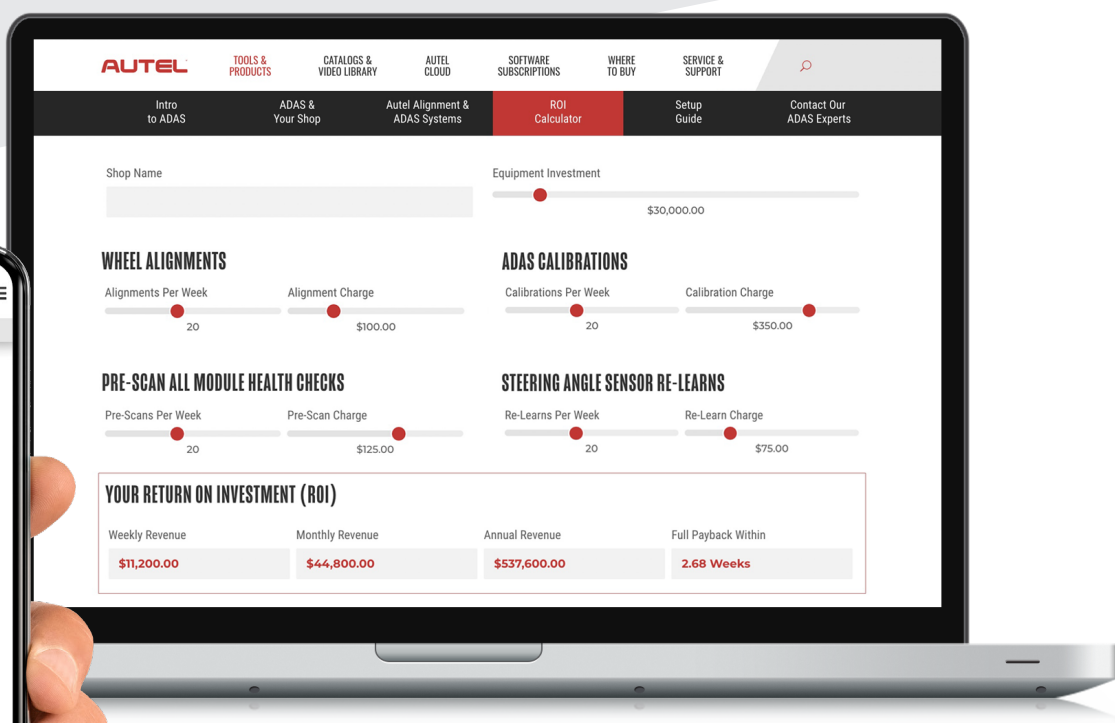 AUTEL
TOOLS &
PRODUCTS
CATALOGS &
VIDEO LIBRARY
AUTEL
CLOUD
SOFTWARE
SUBSCRIPTIONS
WHERE
TO BUY
SERVICE &
SUPPORT
Intro
to ADAS
ADAS &
Your Shop
Autel Alignment &
ADAS Systems
ROI
Calculator
Setup
Guide
Contact Our
ADAS Experts
Shop Name
Equipment Investment
$30,000.00
WHEEL ALIGNMENTS
Alignments Per Week
Alignment Charge
20
$100.00
ADAS CALIBRATIONS
Calibrations Per Week
Calibration Charge
20
$350.00
PRE-SCAN ALL MODULE HEALTH CHECKS
Pre-Scans Per Week
Pre-Scan Charge
20
$125.00
STEERING ANGLE SENSOR RE-LEARNS
Re-Learns Per Week
Re-Learn Charge
20
$75.00
YOUR RETURN ON INVESTMENT (ROI)
Weekly Revenue
Monthly Revenue
Annual Revenue
Full Payback Within
$11,200.00
$44,800.00
$537,600.00
2.68 Weeks